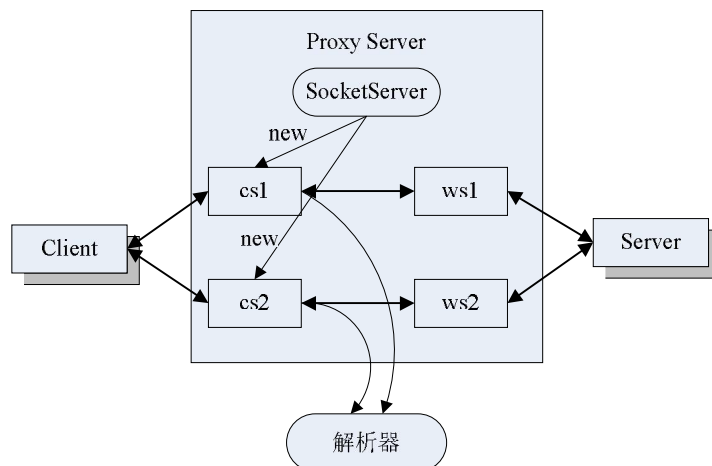 Proxy Server
SocketServer
new
cs1
ws1
Client
new
Server
cs2
ws2
解析器